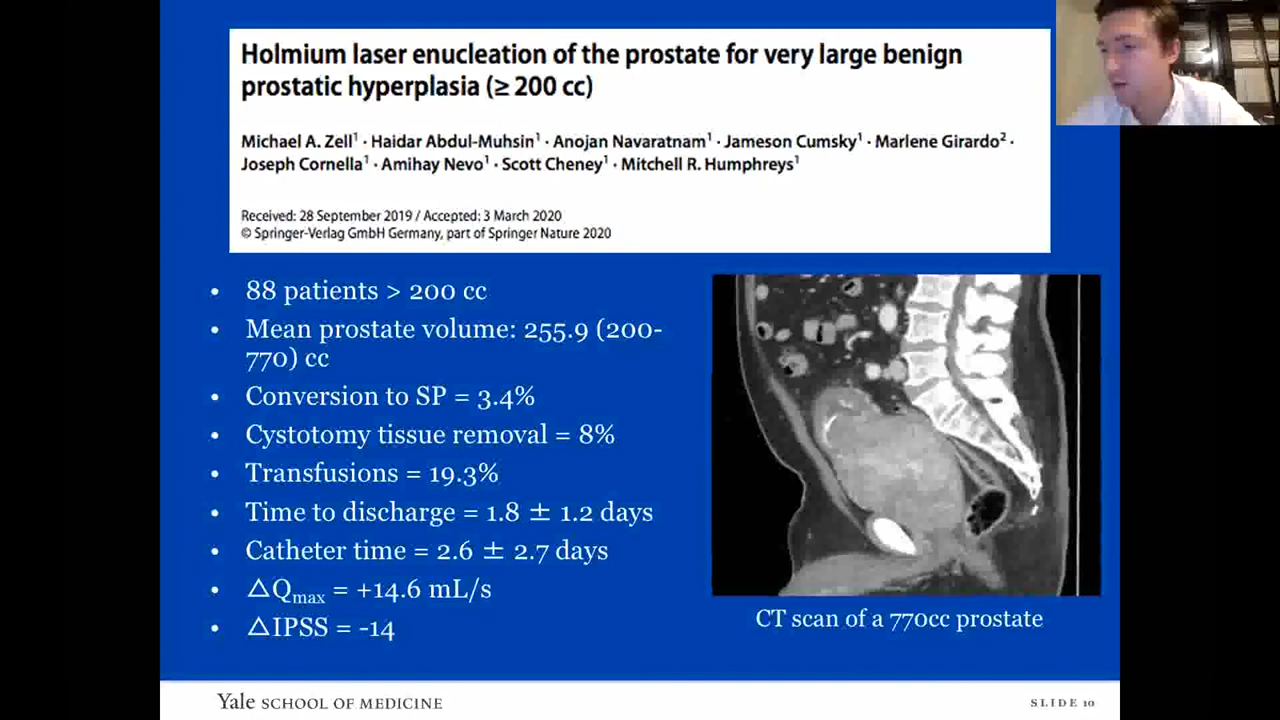 Holmium laser enucleation of the prostate for very large benign
prostatic hyperplasia (≥ 200 cc)
Michael A. Zell¹ · Haidar Abdul-Muhsin¹ · Anojan Navaratnam¹ · Jameson Cumsky¹ · Marlene Girardo² ·
Joseph Cornella¹ · Amihay Nevo¹ · Scott Cheney¹ · Mitchell R. Humphreys¹
Received: 28 September 2019 / Accepted: 3 March 2020
© Springer-Verlag GmbH Germany, part of Springer Nature 2020
• 88 patients > 200 cc
• Mean prostate volume: 255.9 (200-
770) cc
• Conversion to SP = 3.4%
• Cystotomy tissue removal = 8%
• Transfusions = 19.3%
• Time to discharge = 1.8 ± 1.2 days
• Catheter time = 2.6 ± 2.7 days
• △Qmax = +14.6 mL/s
• △IPSS = -14
CT scan of a 770cc prostate
Yale SCHOOL OF MEDICINE
SLIDE 10